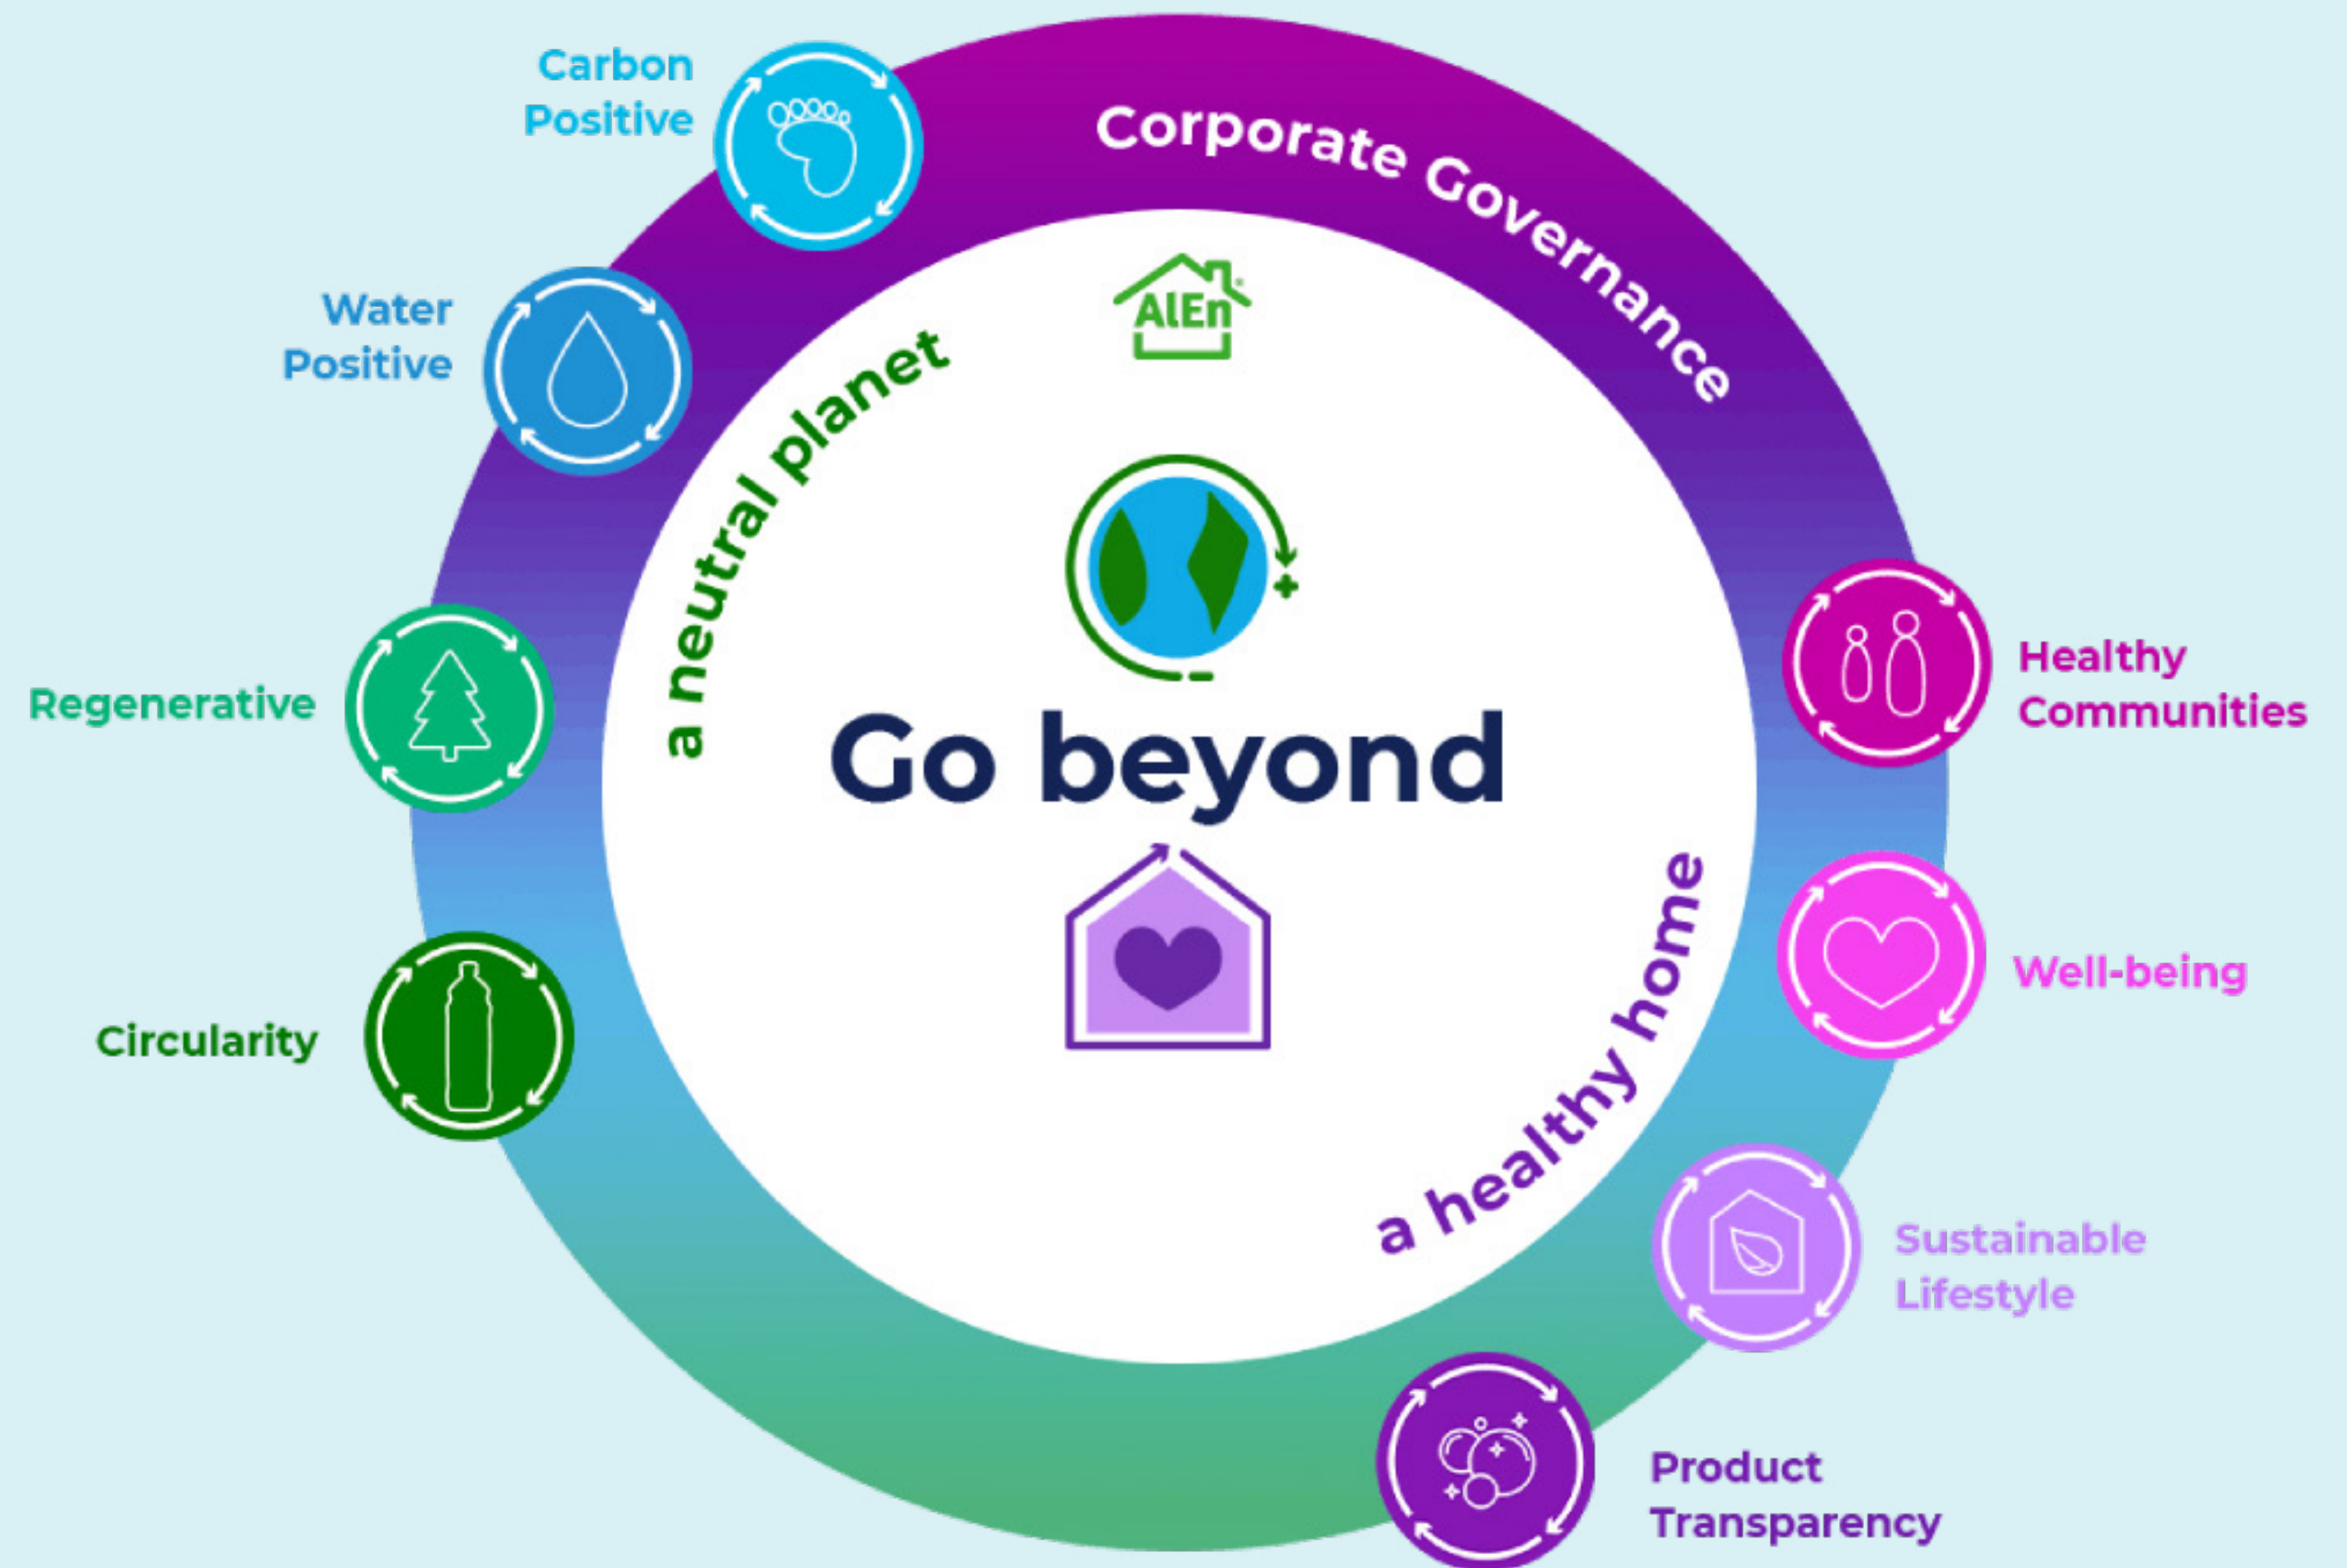 Carbon
Positive
Corporate Governance
AlEn
Water
Positive
a neutral planet
Healthy
Communities
Regenerative
Go beyond
Well-being
Circularity
a healthy home
Sustainable
Lifestyle
Product
Transparency